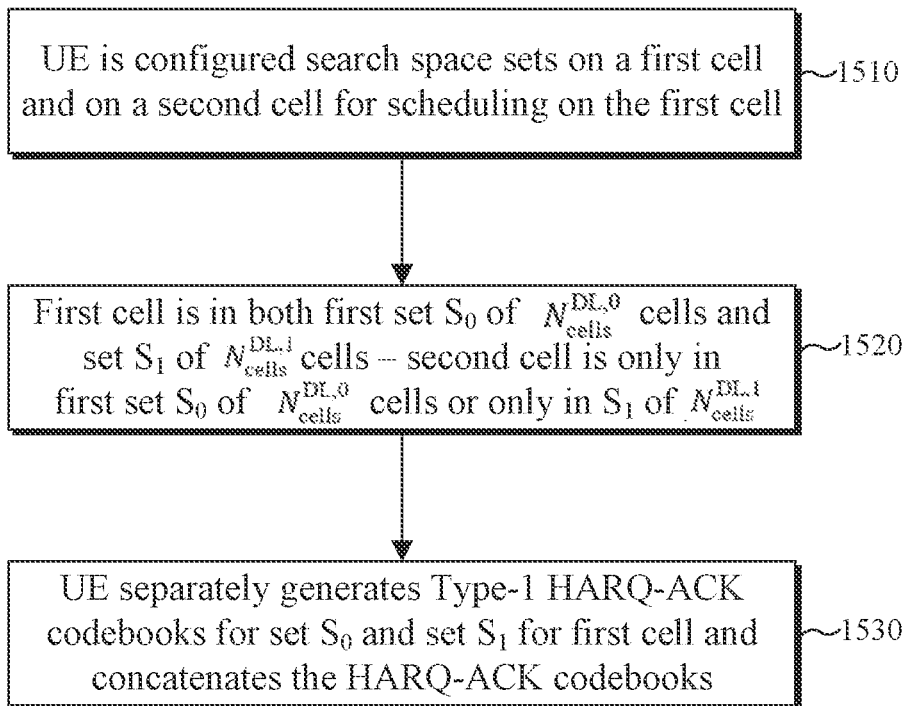 UE is configured search space sets on a first cell
and on a second cell for scheduling on the first cell
1510
First cell is in both first set S₀ of N_cells^DL,0 cells and
set S₁ of N_cells^DL,1 cells – second cell is only in
first set S₀ of N_cells^DL,0 cells or only in S₁ of N_cells^DL,1
1520
UE separately generates Type-1 HARQ-ACK
codebooks for set S₀ and set S₁ for first cell and
concatenates the HARQ-ACK codebooks
1530